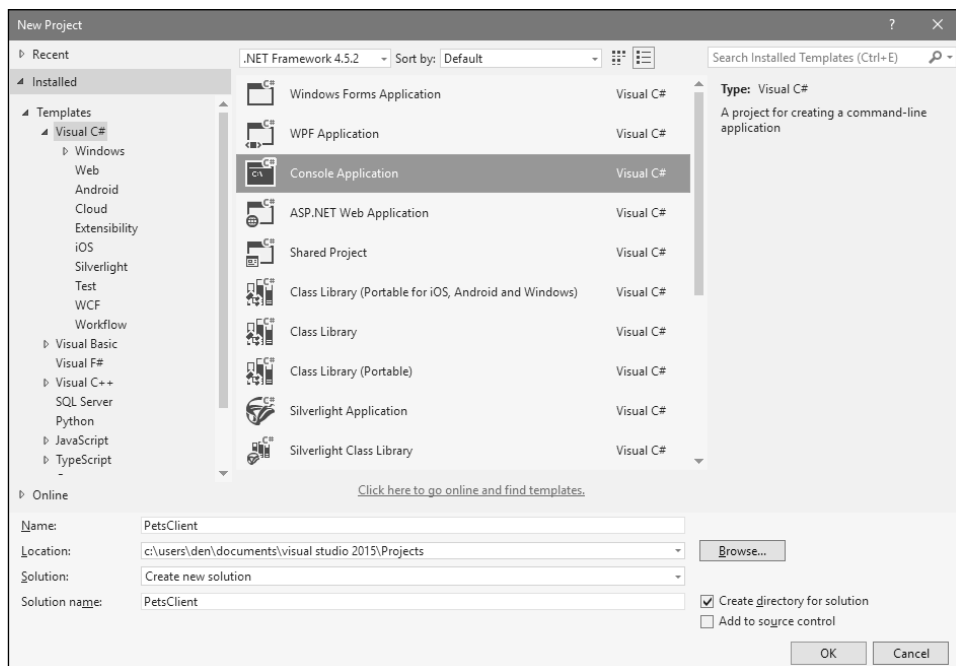 New Project
? ×
Recent
.NET Framework 4.5.2
Sort by: Default
Search Installed Templates (Ctrl+E)
Installed
Templates
Visual C#
Windows
Web
Android
Cloud
Extensibility
iOS
Silverlight
Test
WCF
Workflow
Visual Basic
Visual F#
Visual C++
SQL Server
Python
JavaScript
TypeScript
Online
Windows Forms Application Visual C#
WPF Application Visual C#
Console Application Visual C#
ASP.NET Web Application Visual C#
Shared Project Visual C#
Class Library (Portable for iOS, Android and Windows) Visual C#
Class Library Visual C#
Class Library (Portable) Visual C#
Silverlight Application Visual C#
Silverlight Class Library Visual C#
Click here to go online and find templates.
Type: Visual C#
A project for creating a command-line
application
Name: PetsClient
Location: c:\users\den\documents\visual studio 2015\Projects
Browse...
Solution: Create new solution
Solution name: PetsClient
Create directory for solution
Add to source control
OK Cancel